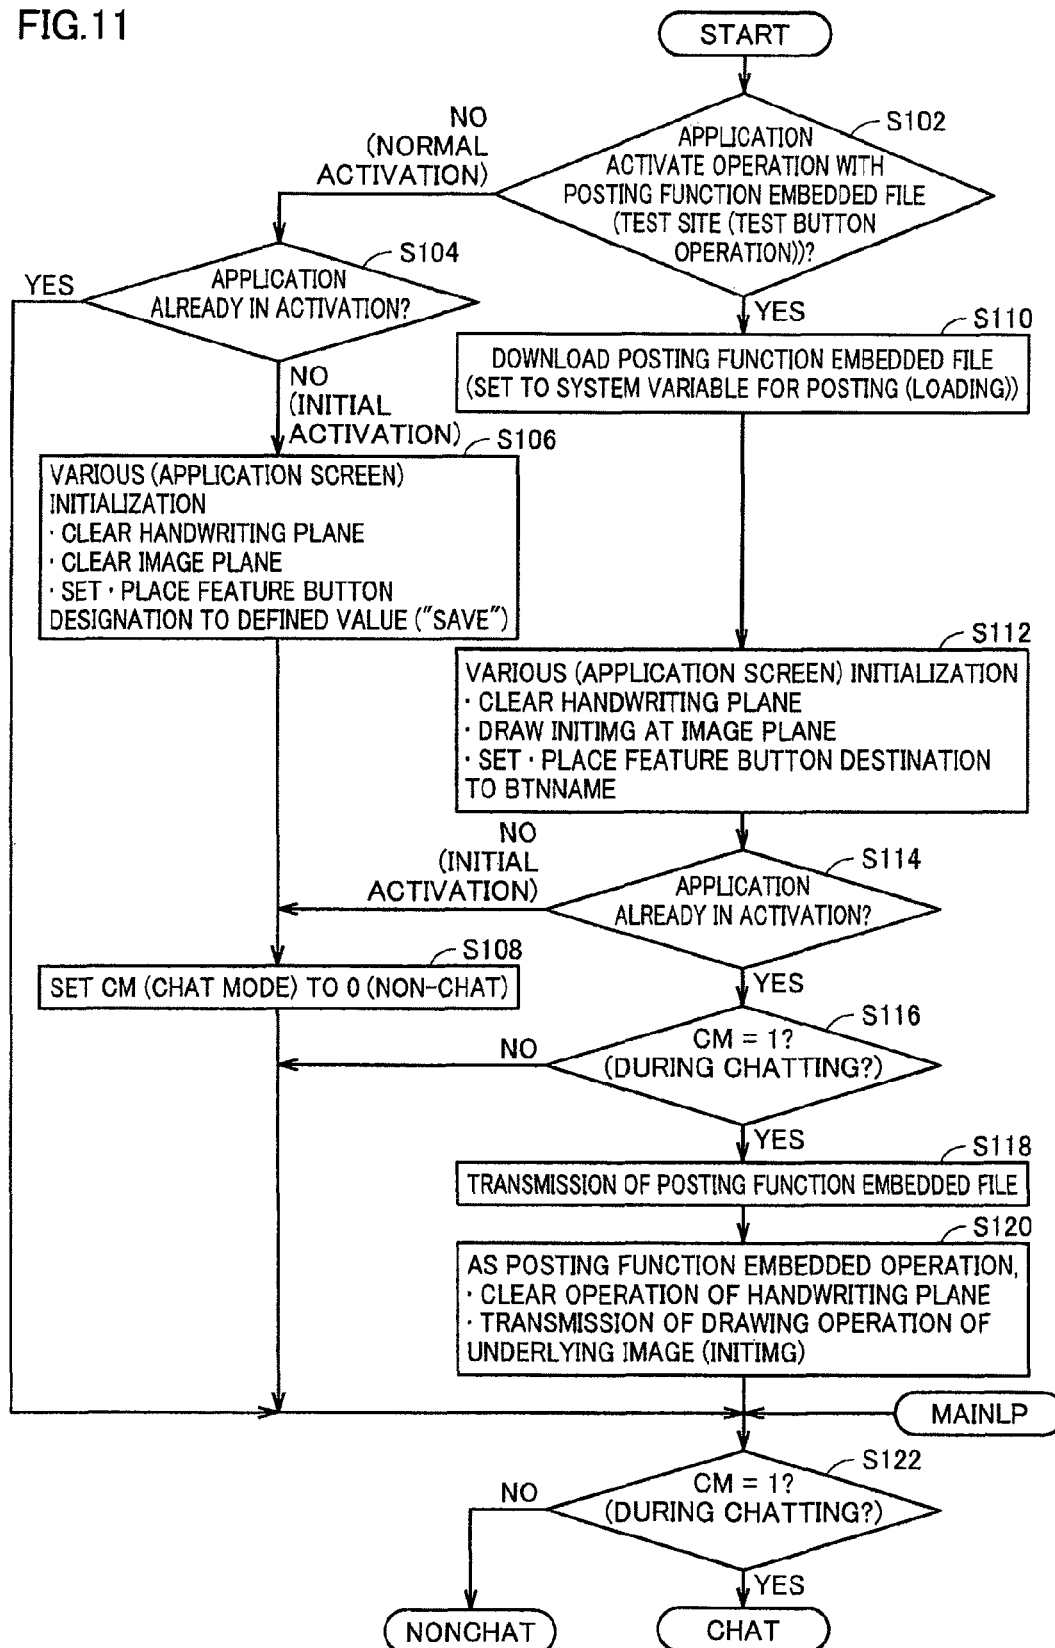 FIG.11
START
S102
APPLICATION
ACTIVATE OPERATION WITH
POSTING FUNCTION EMBEDDED FILE
(TEST SITE (TEST BUTTON
OPERATION))?
NO
(NORMAL
ACTIVATION)
YES
S104
APPLICATION
ALREADY IN ACTIVATION?
YES
NO
(INITIAL
ACTIVATION)
S110
DOWNLOAD POSTING FUNCTION EMBEDDED FILE
(SET TO SYSTEM VARIABLE FOR POSTING (LOADING))
S106
VARIOUS (APPLICATION SCREEN)
INITIALIZATION
· CLEAR HANDWRITING PLANE
· CLEAR IMAGE PLANE
· SET · PLACE FEATURE BUTTON
DESIGNATION TO DEFINED VALUE ("SAVE")
S112
VARIOUS (APPLICATION SCREEN) INITIALIZATION
· CLEAR HANDWRITING PLANE
· DRAW INITIMG AT IMAGE PLANE
· SET · PLACE FEATURE BUTTON DESTINATION
TO BTNNAME
S114
APPLICATION
ALREADY IN ACTIVATION?
NO
(INITIAL
ACTIVATION)
YES
S108
SET CM (CHAT MODE) TO 0 (NON-CHAT)
S116
CM = 1?
(DURING CHATTING?)
NO
YES
S118
TRANSMISSION OF POSTING FUNCTION EMBEDDED FILE
S120
AS POSTING FUNCTION EMBEDDED OPERATION,
· CLEAR OPERATION OF HANDWRITING PLANE
· TRANSMISSION OF DRAWING OPERATION OF
UNDERLYING IMAGE (INITIMG)
MAINLP
S122
CM = 1?
(DURING CHATTING?)
NO
YES
NONCHAT
CHAT